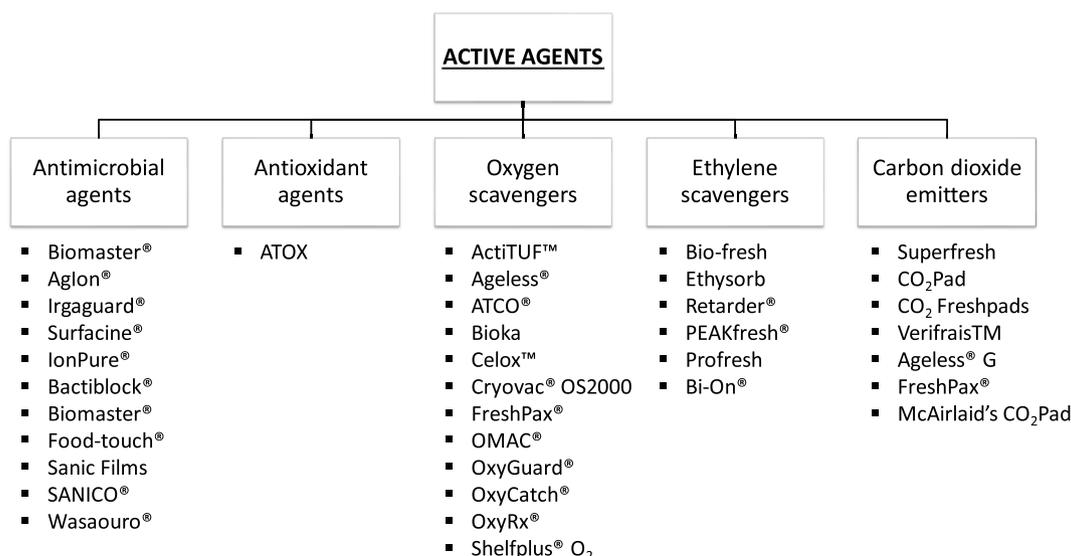 ACTIVE AGENTS
Antimicrobial
agents
Biomaster®
AgIon®
Irgaguard®
Surfacine®
IonPure®
Bactiblock®
Biomaster®
Food-touch®
Sanic Films
SANICO®
Wasaouro®
Antioxidant
agents
ATOX
Oxygen
scavengers
ActiTUF™
Ageless®
ATCO®
Bioka
Celox™
Cryovac® OS2000
FreshPax®
OMAC®
OxyGuard®
OxyCatch®
OxyRx®
Shelfplus® O₂
Ethylene
scavengers
Bio-fresh
Ethysorb
Retarder®
PEAKfresh®
Profresh
Bi-On®
Carbon dioxide
emitters
Superfresh
CO₂Pad
CO₂ Freshpads
VerifraisTM
Ageless® G
FreshPax®
McAirlaid’s CO₂Pad